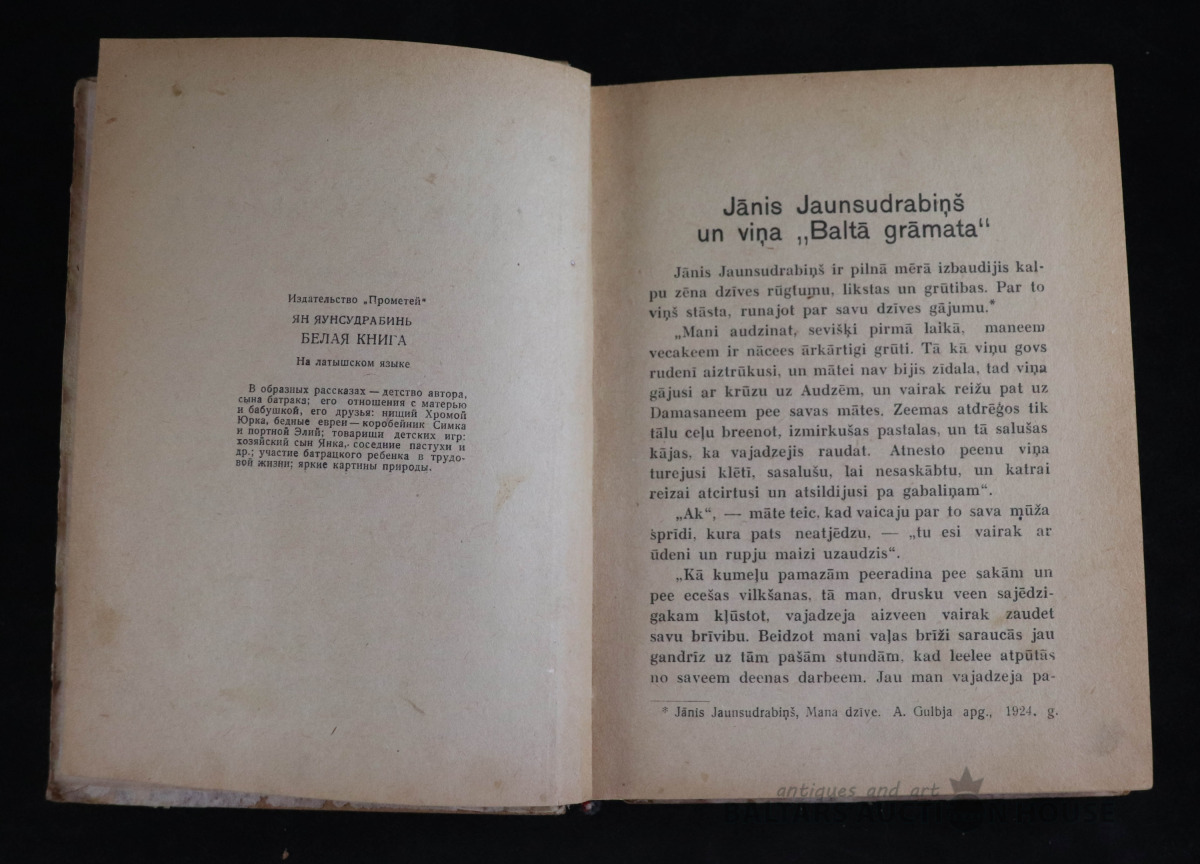 Издательство „Прометей“
ЯН ЯУНСУДРАБИНЬ
БЕЛАЯ КНИГА
На латышском языке
В образных рассказах — детство автора,
сына батрака; его отношения с матерью
и бабушкой, его друзья: нищий Хромой
Юрка, бедные евреи — коробейник Симка
и портной Элий; товарищи детских игр:
хозяйский сын Янка, соседние пастухи и
др.; участие батрацкого ребенка в трудо-
вой жизни; яркие картины природы.
Jānis Jaunsudrabiņš
un viņa „Baltā grāmata“
Jānis Jaunsudrabiņš ir pilnā mērā izbaudijis kal-
pu zēna dzīves rūgtumu, likstas un grūtibas. Par to
viņš stāsta, runajot par savu dzīves gājumu.*
„Mani audzinat, sevišķi pirmā laikā, maneem
vecakeem ir nācees ārkārtigi grūti. Tā kā viņu govs
rudenī aiztrūkusi, un mātei nav bijis zīdala, tad viņa
gājusi ar krūzu uz Audzēm, un vairak reižu pat uz
Damasaneem pee savas mātes. Zeemas atdrēģos tik
tālu ceļu breenot, izmirkušas pastalas, un tā salušas
kājas, ka vajadzejis raudat. Atnesto peenu viņa
turejusi klētī, sasalušu, lai nesaskābtu, un katrai
reizai atcirtusi un atsildijusi pa gabaliņam“.
„Ak“, — māte teic, kad vaicaju par to sava mūža
sprīdi, kura pats neatjēdzu, — „tu esi vairak ar
ūdeni un rupju maizi uzaudzis“.
„Kā kumeļu pamazām peeradina pee sakām un
pee ecešas vilkšanas, tā man, drusku veen sajēdzi-
gakam kļūstot, vajadzeja aizveen vairak zaudet
savu brīvibu. Beidzot mani vaļas brīži saraucās jau
gandrīz uz tām pašām stundām, kad leelee atpūtās
no saveem deenas darbeem. Jau man vajadzeja pa-
* Jānis Jaunsudrabiņš, Mana dzīve. A. Gulbja apg., 1924. g.
antiques and art
BALTARS AUCTION HOUSE